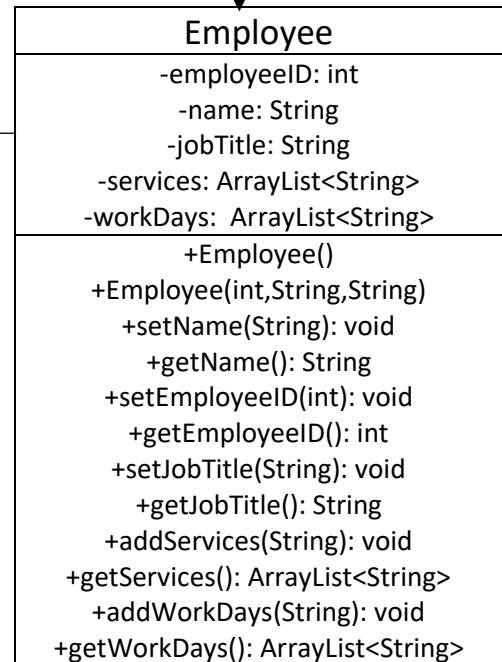 Employee
-employeeID: int
-name: String
-jobTitle: String
-services: ArrayList<String>
-workDays:  ArrayList<String>
+Employee()
+Employee(int,String,String)
+setName(String): void
+getName(): String
+setEmployeeID(int): void
+getEmployeeID(): int
+setJobTitle(String): void
+getJobTitle(): String
+addServices(String): void
+getServices(): ArrayList<String>
+addWorkDays(String): void
+getWorkDays(): ArrayList<String>